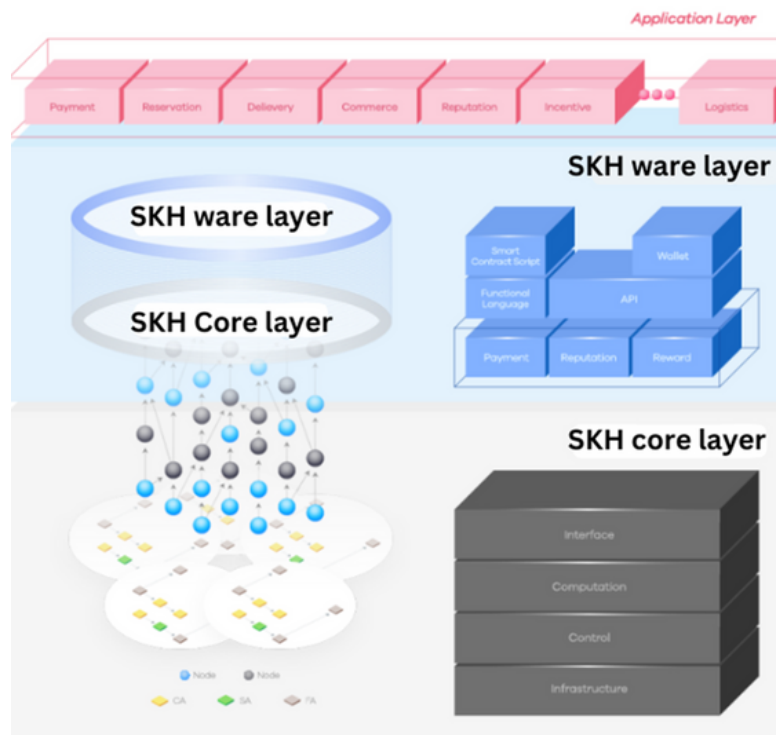 Application Layer
Payment Reservation Delievery Commerce Reputation Incentive Logistics
SKH ware layer
SKH ware layer
Smart Contract Script
Wallet
Functional Language
API
SKH Core layer
Payment Reputation Reward
SKH core layer
Interface
Computation
Control
Infrastructure
Node Node
CA SA FA